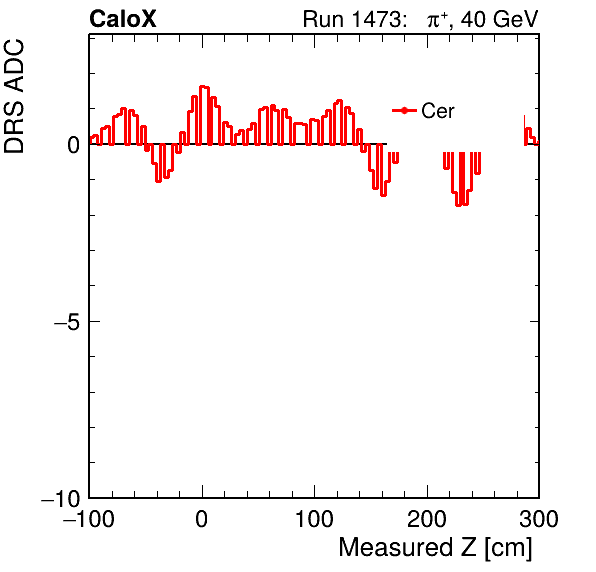 CaloX Run 1473: π⁺, 40 GeV
DRS ADC
Cer
0
−5
−10
−100 0 100 200 300
Measured Z [cm]